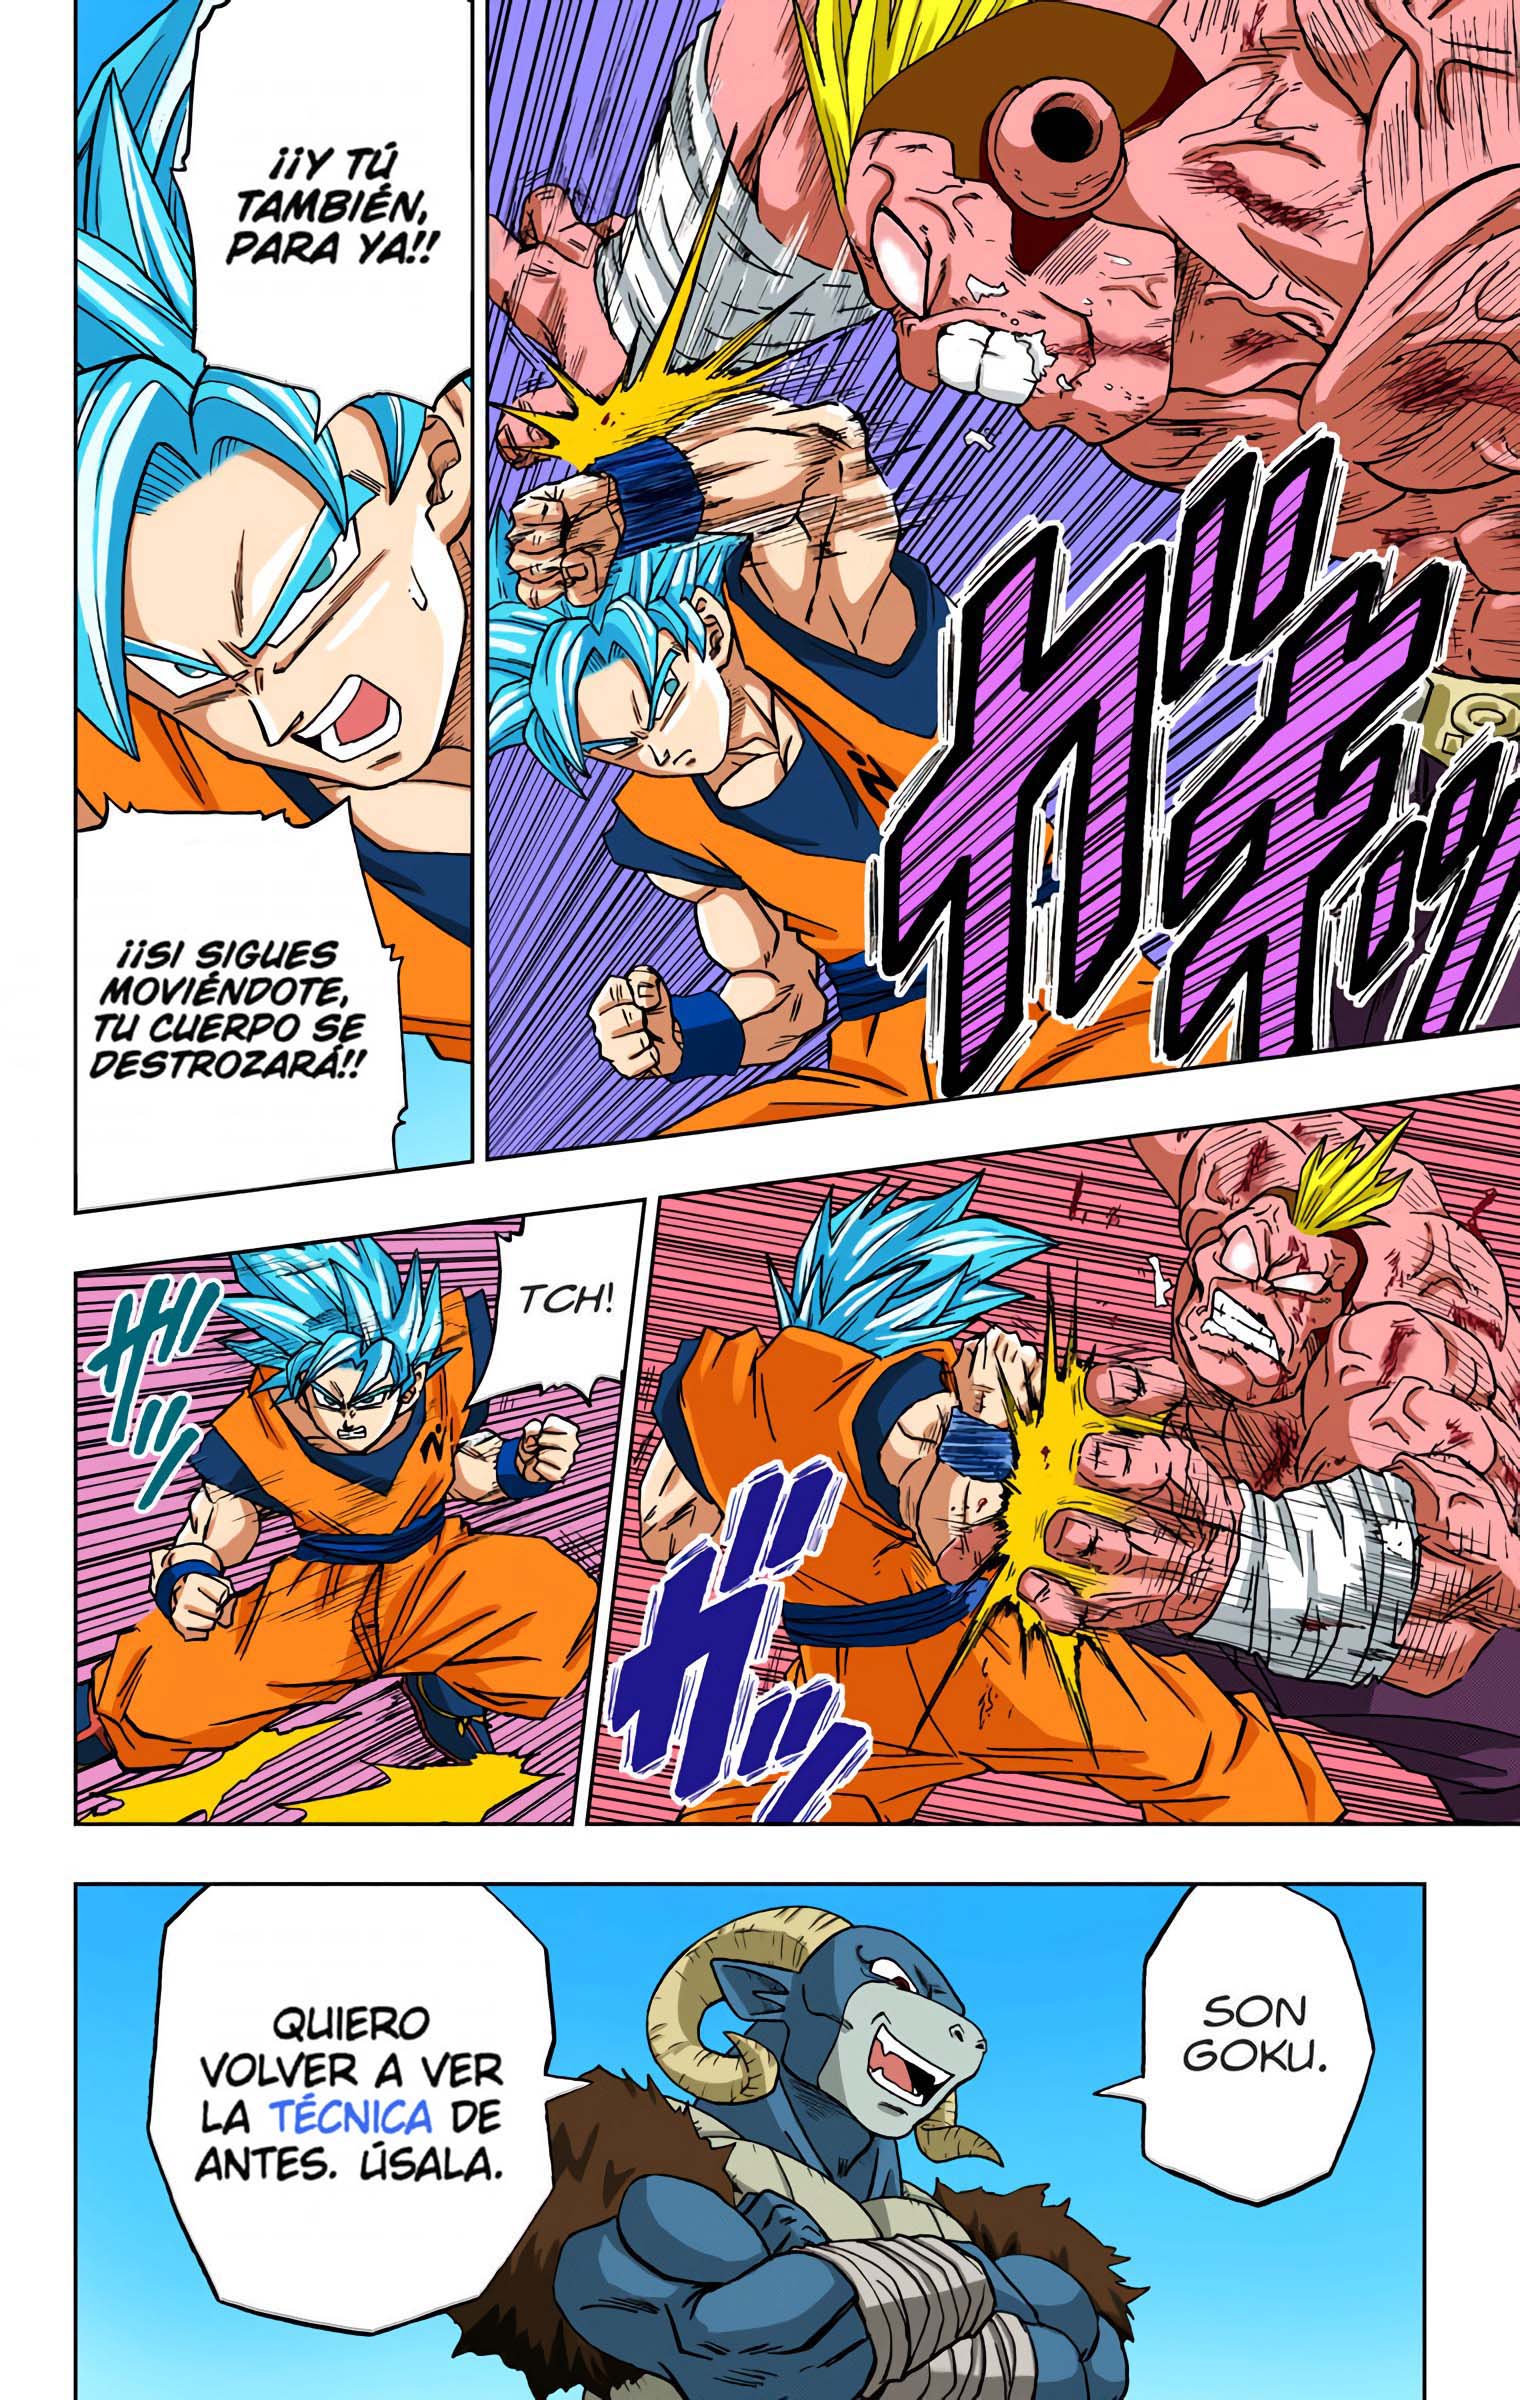 ¡¡Y TÚ
TAMBIÉN,
PARA YA!!
¡¡SI SIGUES
MOVIÉNDOTE,
TU CUERPO SE
DESTROZARÁ!!
TCH!
SON
GOKU.
QUIERO
VOLVER A VER
LA TÉCNICA DE
ANTES. ÚSALA.